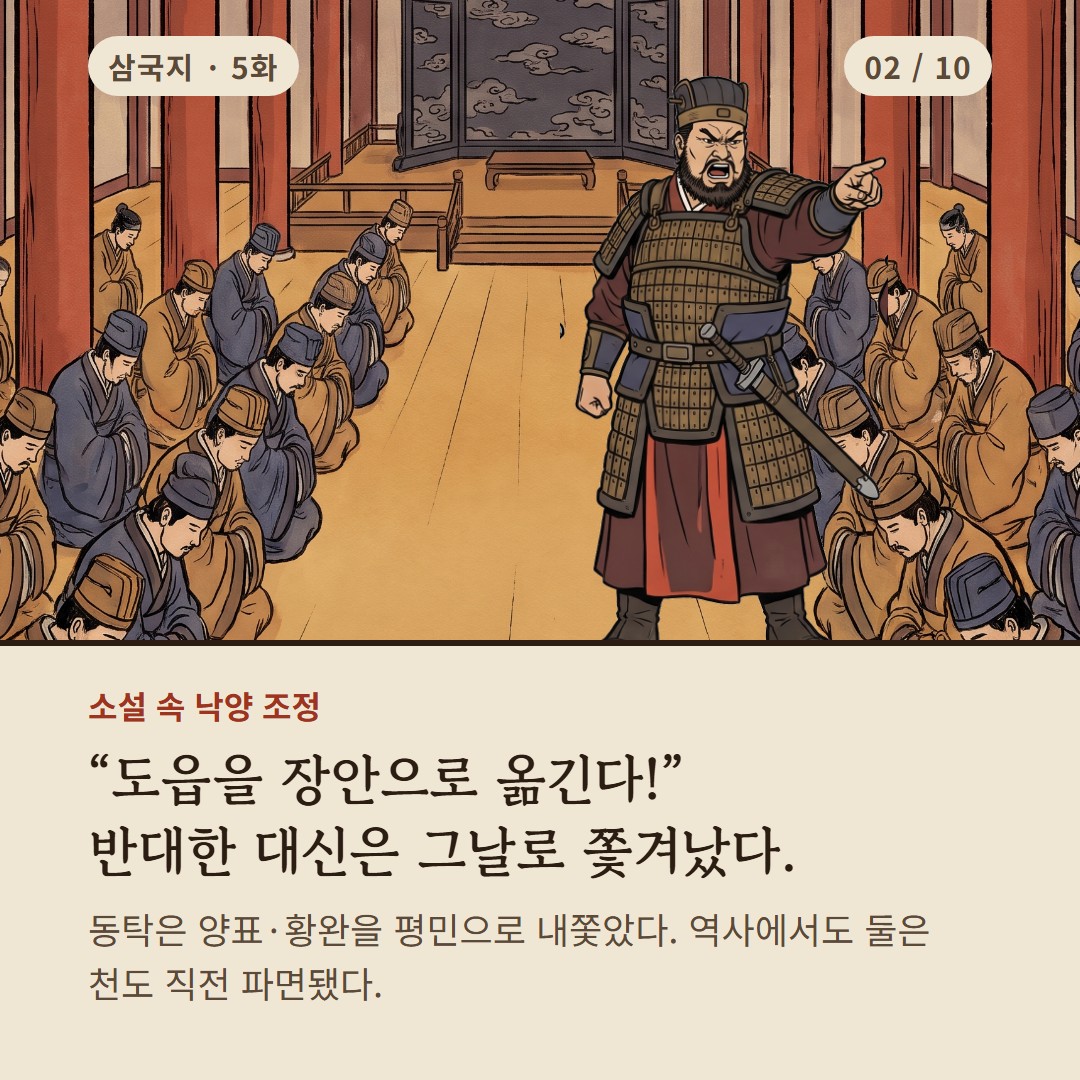 삼국지 · 5화
02 / 10
소설 속 낙양 조정
“도읍을 장안으로 옮긴다!”
반대한 대신은 그날로 쫓겨났다.
동탁은 양표·황완을 평민으로 내쫓았다. 역사에서도 둘은
천도 직전 파면됐다.